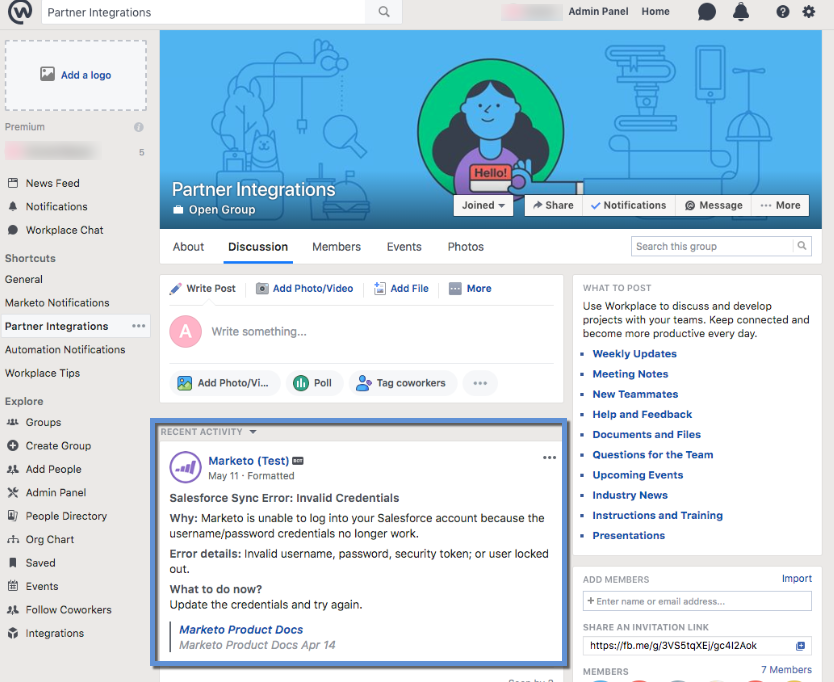 Partner Integrations
Admin Panel
Home
Add a logo
Premium
5
News Feed
Notifications
Workplace Chat
Shortcuts
General
Marketo Notifications
Partner Integrations
Automation Notifications
Workplace Tips
Explore
Groups
Create Group
Add People
Admin Panel
People Directory
Org Chart
Saved
Events
Follow Coworkers
Integrations
Hello!
Partner Integrations
Open Group
Joined
Share
Notifications
Message
More
About
Discussion
Members
Events
Photos
Search this group
Write Post
Add Photo/Video
Add File
More
A
Write something...
Add Photo/Vi...
Poll
Tag coworkers
RECENT ACTIVITY
Marketo (Test) BOT
May 11 · Formatted
Salesforce Sync Error: Invalid Credentials
Why: Marketo is unable to log into your Salesforce account because the
username/password credentials no longer work.
Error details: Invalid username, password, security token; or user locked
out.
What to do now?
Update the credentials and try again.
Marketo Product Docs
Marketo Product Docs Apr 14
WHAT TO POST
Use Workplace to discuss and develop
projects with your teams. Keep connected and
become more productive every day.
Weekly Updates
Meeting Notes
New Teammates
Help and Feedback
Documents and Files
Questions for the Team
Upcoming Events
Industry News
Instructions and Training
Presentations
ADD MEMBERS
Import
+ Enter name or email address...
SHARE AN INVITATION LINK
https://fb.me/g/3VS5tqXEj/gc4I2Aok
MEMBERS
7 Members